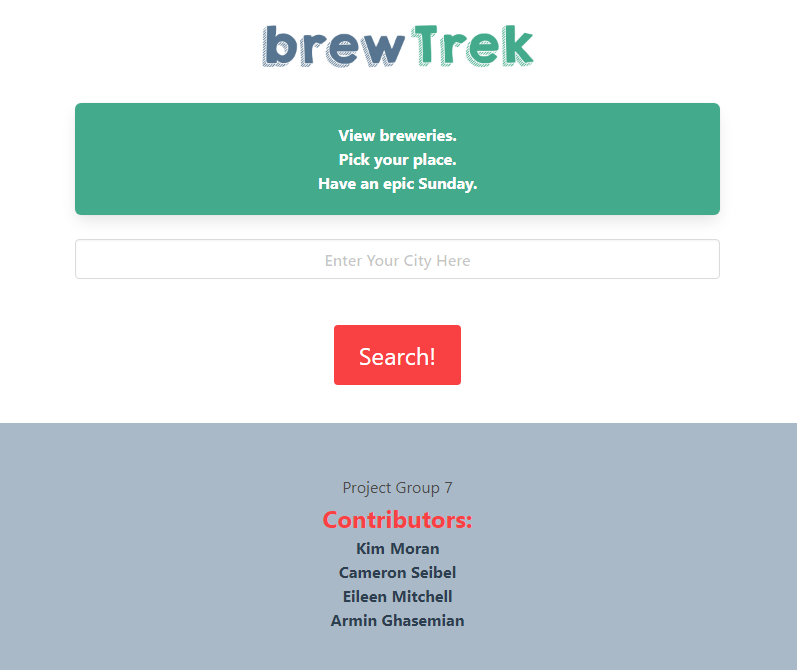 brewTrek
View breweries.
Pick your place.
Have an epic Sunday.
Enter Your City Here
Search!
Project Group 7
Contributors:
Kim Moran
Cameron Seibel
Eileen Mitchell
Armin Ghasemian